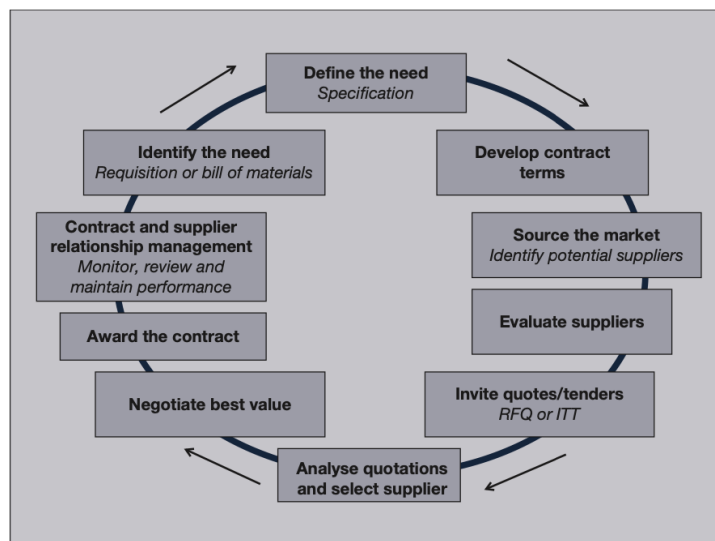 Define the need
Specification
Identify the need
Requisition or bill of materials
Develop contract
terms
Contract and supplier
relationship management
Monitor, review and
maintain performance
Source the market
Identify potential suppliers
Award the contract
Evaluate suppliers
Negotiate best value
Invite quotes/tenders
RFQ or ITT
Analyse quotations
and select supplier